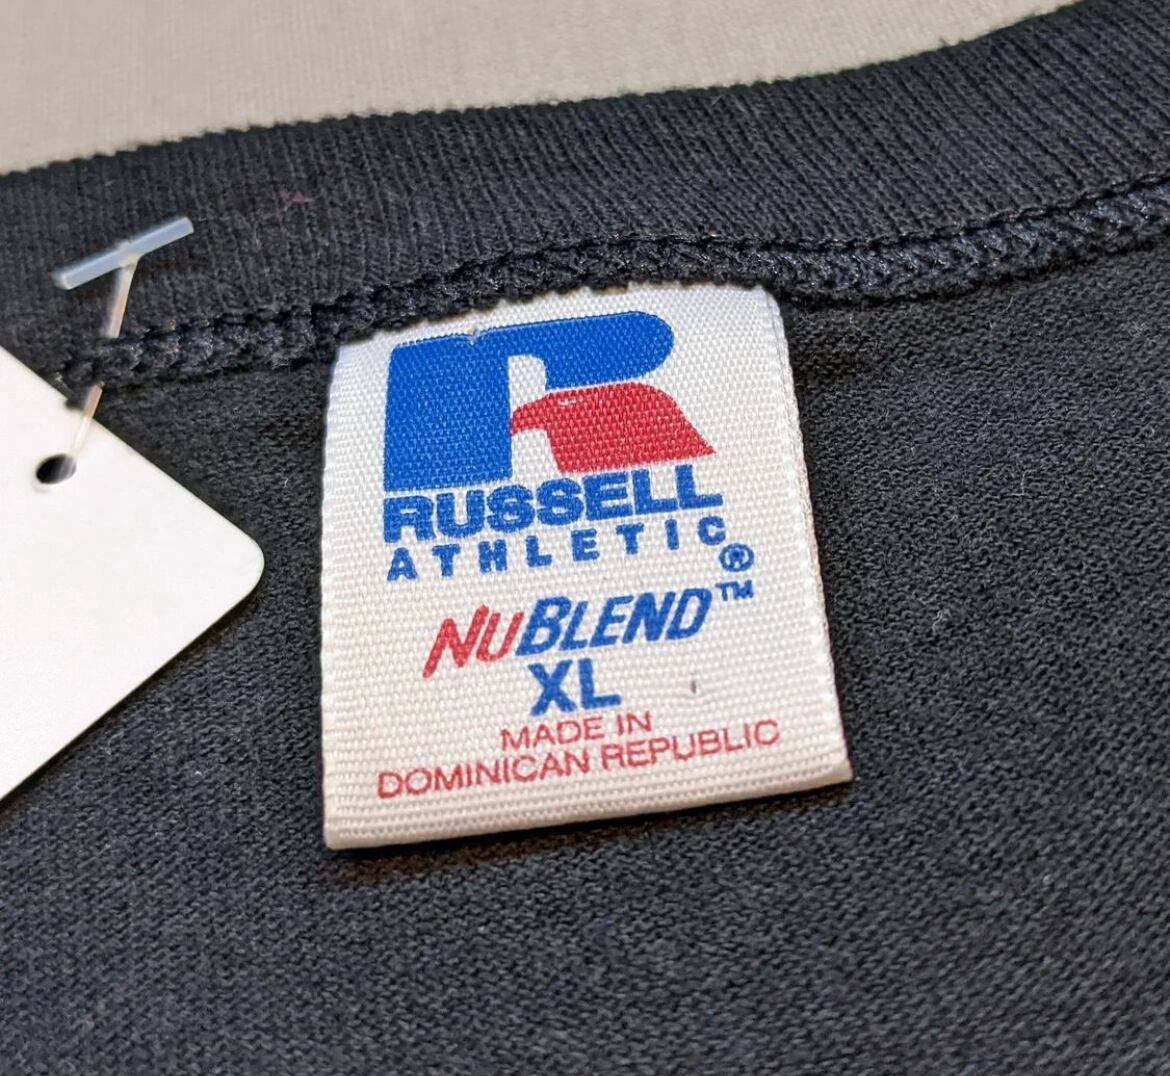 RUSSELL
ATHLETIC®
NUBLEND™
XL
MADE IN
DOMINICAN REPUBLIC